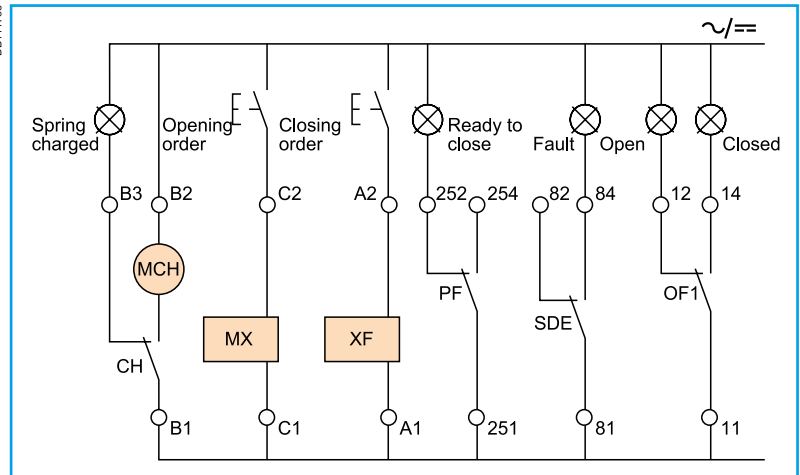 ∼/⎓
Spring
charged
Opening
order
Closing
order
Ready to
close
Fault
Open
Closed
B3
B2
C2
A2
252
254
82
84
12
14
MCH
PF
OF1
SDE
MX
XF
CH
B1
C1
A1
251
81
11